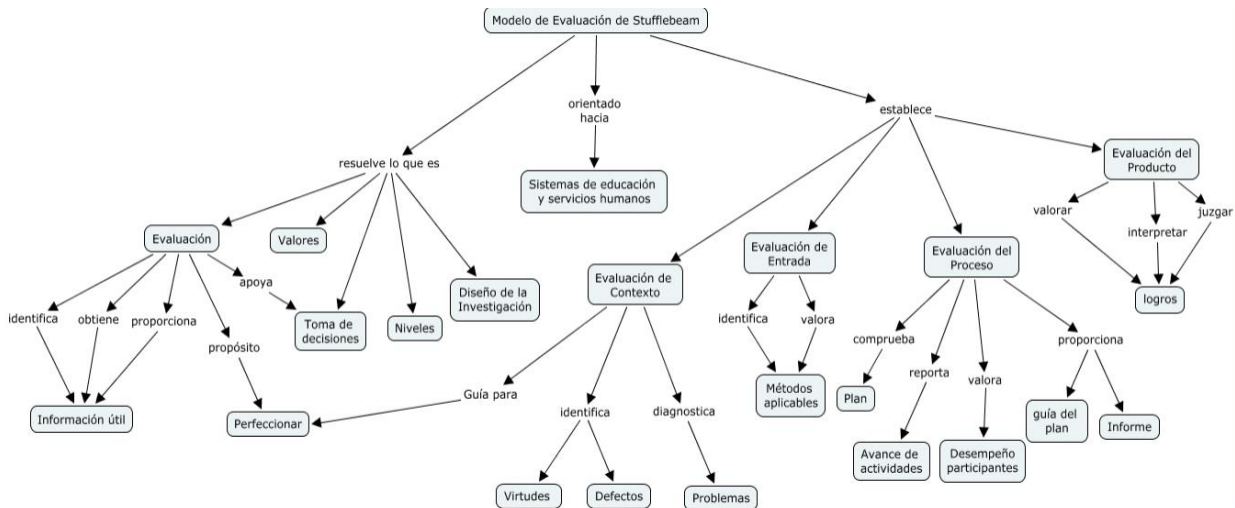 Modelo de Evaluación de Stufflebeam
orientado
hacia
establece
resuelve lo que es
Evaluación del
Producto
Sistemas de educación
y servicios humanos
valorar
juzgar
interpretar
Evaluación
Valores
Evaluación de
Entrada
Evaluación del
Proceso
Evaluación de
Contexto
apoya
Diseño de la
Investigación
logros
identifica
obtiene
proporciona
Toma de
decisiones
Niveles
identifica
valora
propósito
comprueba
proporciona
reporta
valora
Guía para
Métodos
aplicables
Plan
Información útil
Perfeccionar
identifica
diagnostica
guía del
plan
Informe
Avance de
actividades
Desempeño
participantes
Virtudes
Defectos
Problemas